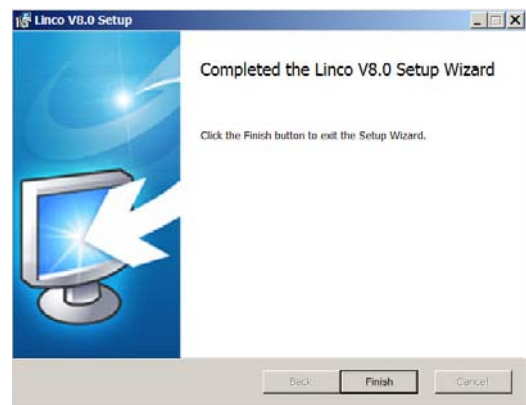 Linco V8.0 Setup
Completed the Linco V8.0 Setup Wizard
Click the Finish button to exit the Setup Wizard.
Back Finish Cancel